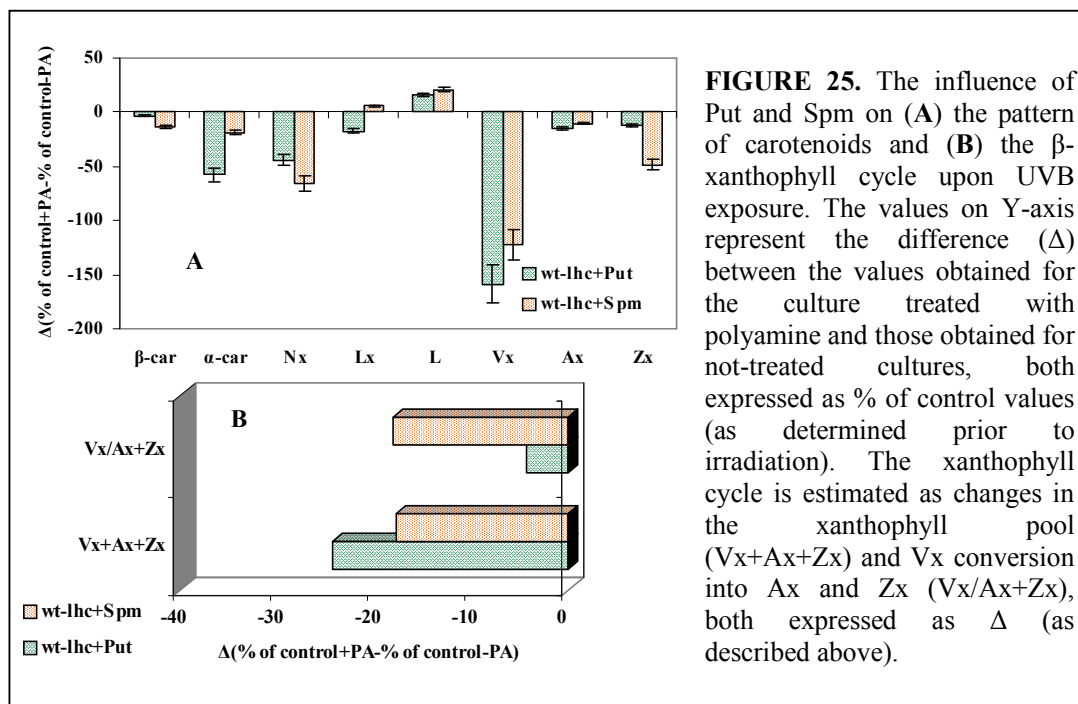 Δ(% of control+PA-% of control-PA)
50
0
-50
-100
-150
-200
A
wt-lhc+Put
wt-lhc+Spm
β-car α-car Nx Lx L Vx Ax Zx
B
Vx/Ax+Zx
Vx+Ax+Zx
wt-lhc+Spm
wt-lhc+Put
-40 -30 -20 -10 0
Δ(% of control+PA-% of control-PA)
FIGURE 25. The influence of
Put and Spm on (A) the pattern
of carotenoids and (B) the β-
xanthophyll cycle upon UVB
exposure. The values on Y-axis
represent the difference (Δ)
between the values obtained for
the culture treated with
polyamine and those obtained for
not-treated cultures, both
expressed as % of control values
(as determined prior to
irradiation). The xanthophyll
cycle is estimated as changes in
the xanthophyll pool
(Vx+Ax+Zx) and Vx conversion
into Ax and Zx (Vx/Ax+Zx),
both expressed as Δ (as
described above).